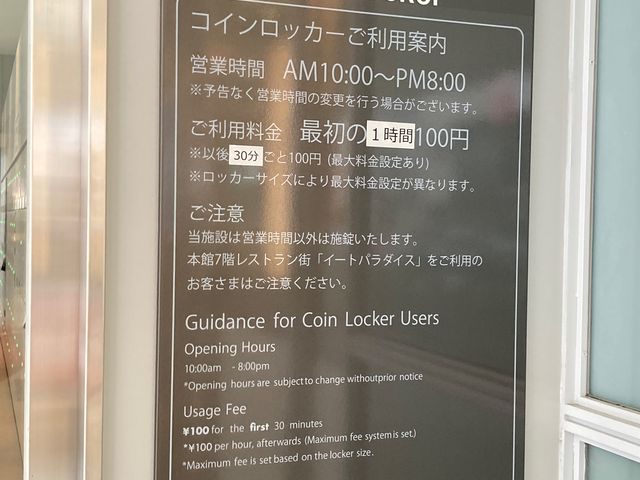 コインロッカーご利用案内
営業時間 AM10:00～PM8:00
※予告なく営業時間の変更を行う場合がございます。
ご利用料金 最初の1時間100円
※以後30分ごと100円 (最大料金設定あり)
※ロッカーサイズにより最大料金設定が異なります。
ご注意
当施設は営業時間以外は施錠いたします。
本館7階レストラン街「イートパラダイス」をご利用の
お客さまはご注意ください。
Guidance for Coin Locker Users
Opening Hours
10:00am - 8:00pm
*Opening hours are subject to change withoutprior notice
Usage Fee
¥100 for the first 30 minutes
*¥100 per hour, afterwards (Maximum fee system is set.)
*Maximum fee is set based on the locker size.